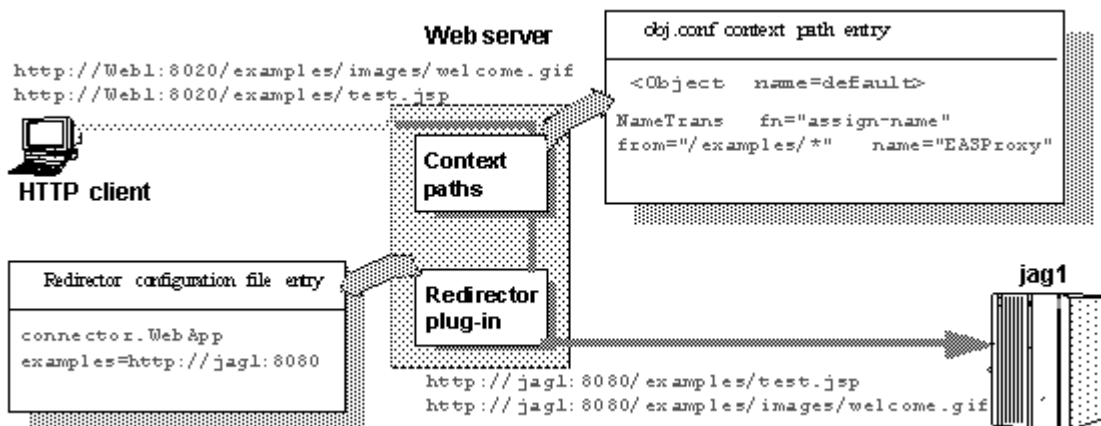 Web server
http://Web1:8020/examples/images/welcome.gif
http://Web1:8020/examples/test.jsp
HTTP client
obj.conf context path entry
<Object name=default>
NameTrans fn="assign-name"
from="/examples/*" name="EASProxy"
Context
paths
Redirector configuration file entry
connector.WebApp
examples=http://jag1:8080
Redirector
plug-in
jag1
http://jag1:8080/examples/test.jsp
http://jag1:8080/examples/images/welcome.gif